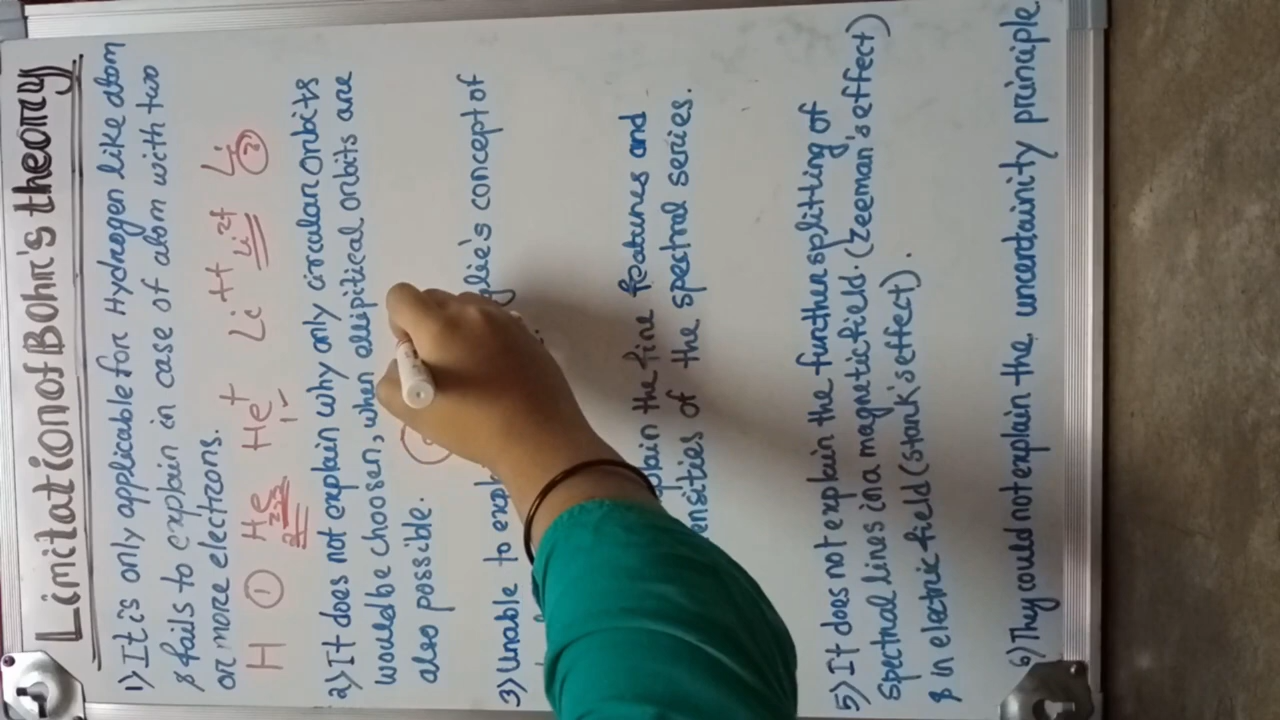 Limitation of Bohr's theory
1) It is only applicable for Hydrogen like atom
& fails to explain in case of atom with two
or more electrons.
H ① He He+ Li++ Li2+ Li
2) It does not explain why only circular orbits
would be choosen, when ellipitical orbits are
also possible.
3) Unable to concept of
the fine features and
of the spectral series.
5) It does not explain the further splitting of
spectral lines in a magnetic field. (Zeeman's effect)
& in electric field (stark's effect).
6) They could not explain the uncertainity principle